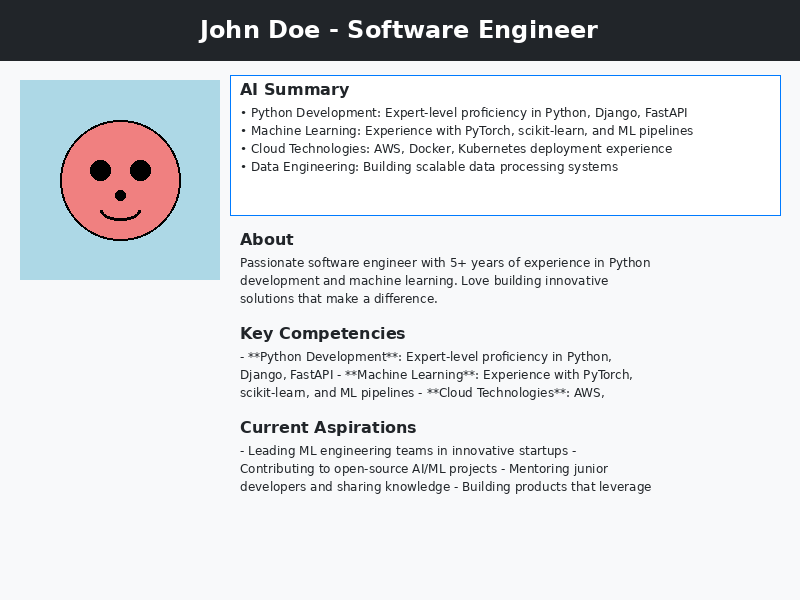 John Doe - Software Engineer
AI Summary
• Python Development: Expert-level proficiency in Python, Django, FastAPI
• Machine Learning: Experience with PyTorch, scikit-learn, and ML pipelines
• Cloud Technologies: AWS, Docker, Kubernetes deployment experience
• Data Engineering: Building scalable data processing systems
About
Passionate software engineer with 5+ years of experience in Python
development and machine learning. Love building innovative
solutions that make a difference.
Key Competencies
- **Python Development**: Expert-level proficiency in Python,
Django, FastAPI - **Machine Learning**: Experience with PyTorch,
scikit-learn, and ML pipelines - **Cloud Technologies**: AWS,
Current Aspirations
- Leading ML engineering teams in innovative startups -
Contributing to open-source AI/ML projects - Mentoring junior
developers and sharing knowledge - Building products that leverage